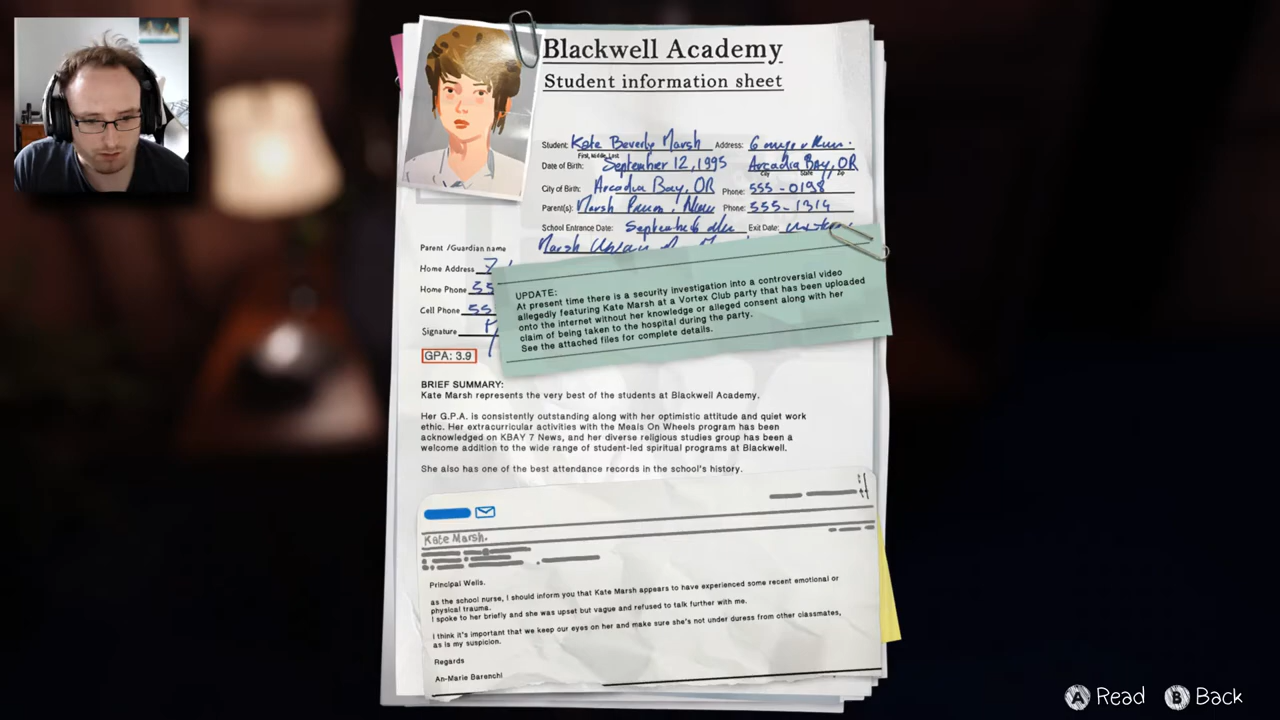 Blackwell Academy
Student information sheet
Student: Kate Beverly Marsh Address:
First, Middle, Last
Date of Birth: September 12, 1995 Arcadia Bay, OR
City State Zip
City of Birth: Arcadia Bay, OR Phone: 555-0198
Parent(s): Marsh Phone: 555-1314
School Entrance Date: Exit Date:
Parent /Guardian name Marsh
Home Address
Home Phone
Cell Phone
Signature
UPDATE:
At present time there is a security investigation into a controversial video
allegedly featuring Kate Marsh at a Vortex Club party that has been uploaded
onto the internet without her knowledge or alleged consent along with her
claim of being taken to the hospital during the party.
See the attached files for complete details.
GPA: 3.9
BRIEF SUMMARY:
Kate Marsh represents the very best of the students at Blackwell Academy.
Her G.P.A. is consistently outstanding along with her optimistic attitude and quiet work
ethic. Her extracurricular activities with the Meals On Wheels program has been
acknowledged on KBAY 7 News, and her diverse religious studies group has been a
welcome addition to the wide range of student-led spiritual programs at Blackwell.
She also has one of the best attendance records in the school's history.
Kate Marsh.
Principal Wells.
as the school nurse, I should inform you that Kate Marsh appears to have experienced some recent emotional or
physical trauma.
I spoke to her briefly and she was upset but vague and refused to talk further with me.
I think it's important that we keep our eyes on her and make sure she's not under duress from other classmates,
as is my suspicion.
Regards
An-Marie Barenchi
A Read B Back